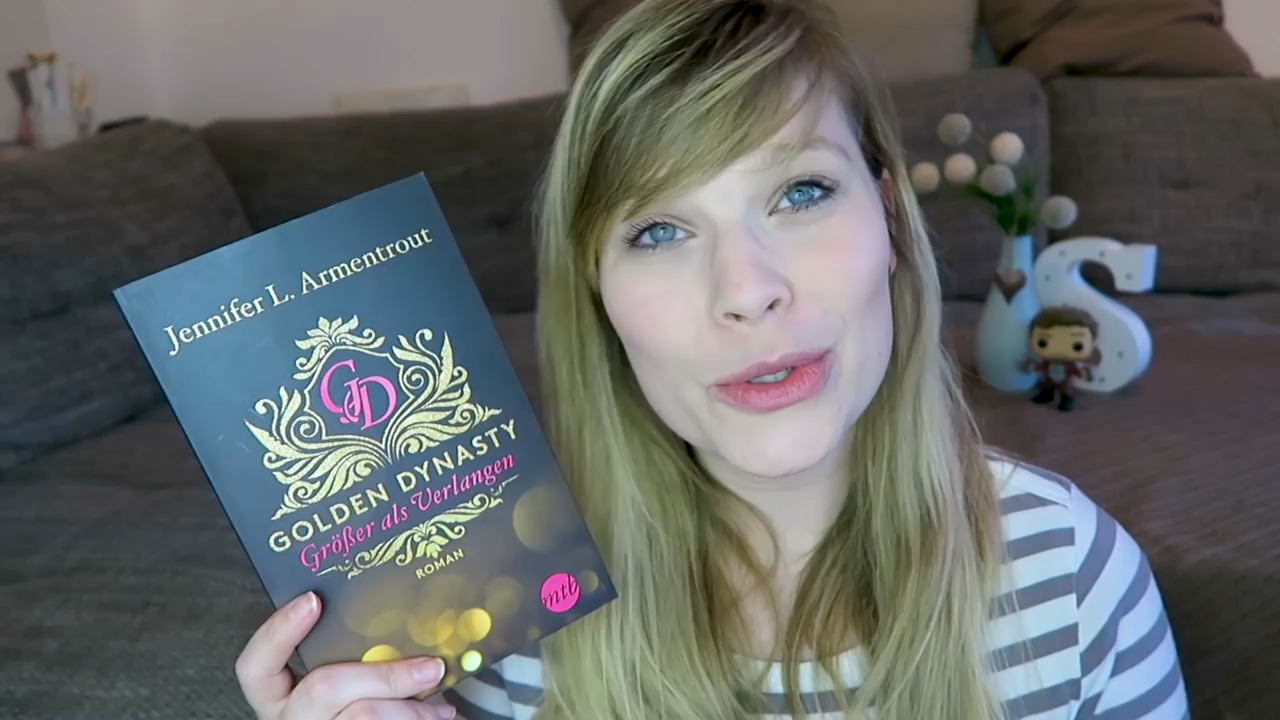 Jennifer L. Armentrout
GD
GOLDEN DYNASTY
Größer als Verlangen
ROMAN
mtb
S